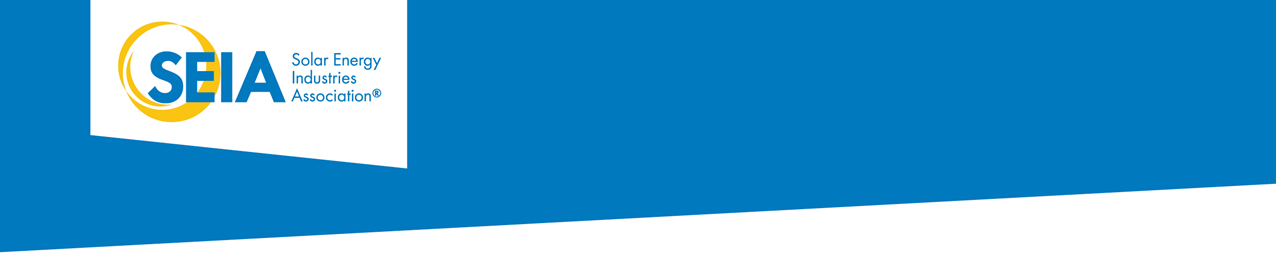 SEIA
Solar Energy
Industries
Association®